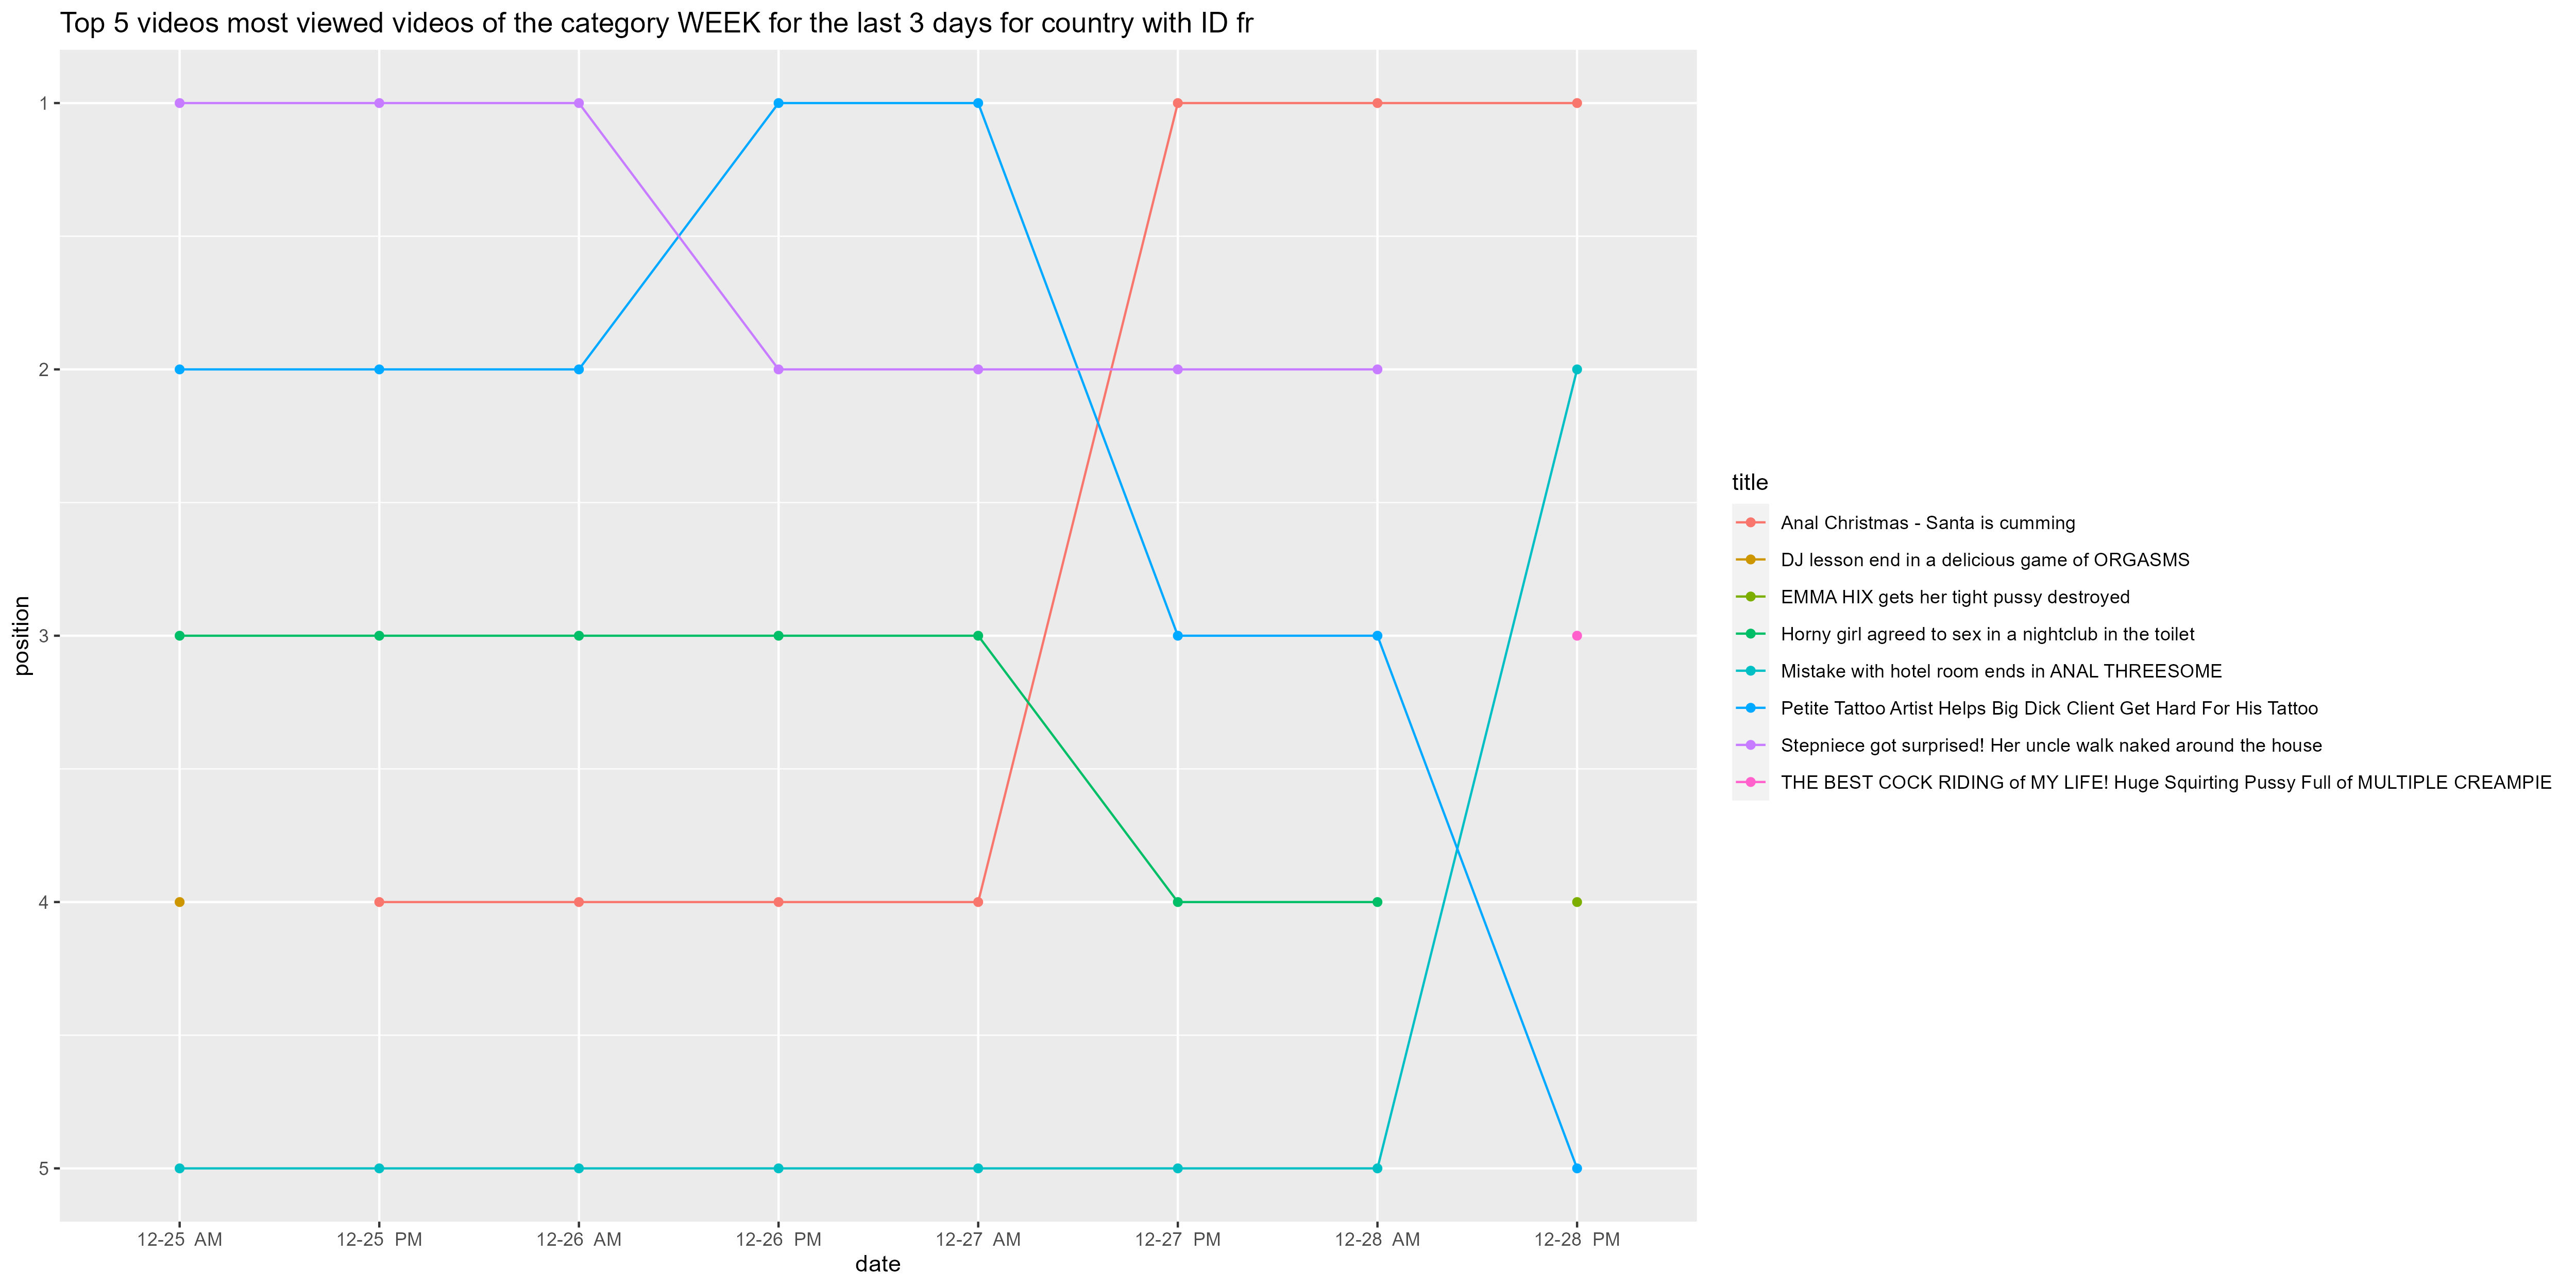 Top 5 videos most viewed videos of the category WEEK for the last 3 days for country with ID fr
position
1
2
3
4
5
12-25 AM
12-25 PM
12-26 AM
12-26 PM
12-27 AM
12-27 PM
12-28 AM
12-28 PM
date
title
Anal Christmas - Santa is cumming
DJ lesson end in a delicious game of ORGASMS
EMMA HIX gets her tight pussy destroyed
Horny girl agreed to sex in a nightclub in the toilet
Mistake with hotel room ends in ANAL THREESOME
Petite Tattoo Artist Helps Big Dick Client Get Hard For His Tattoo
Stepniece got surprised! Her uncle walk naked around the house
THE BEST COCK RIDING of MY LIFE! Huge Squirting Pussy Full of MULTIPLE CREAMPIE